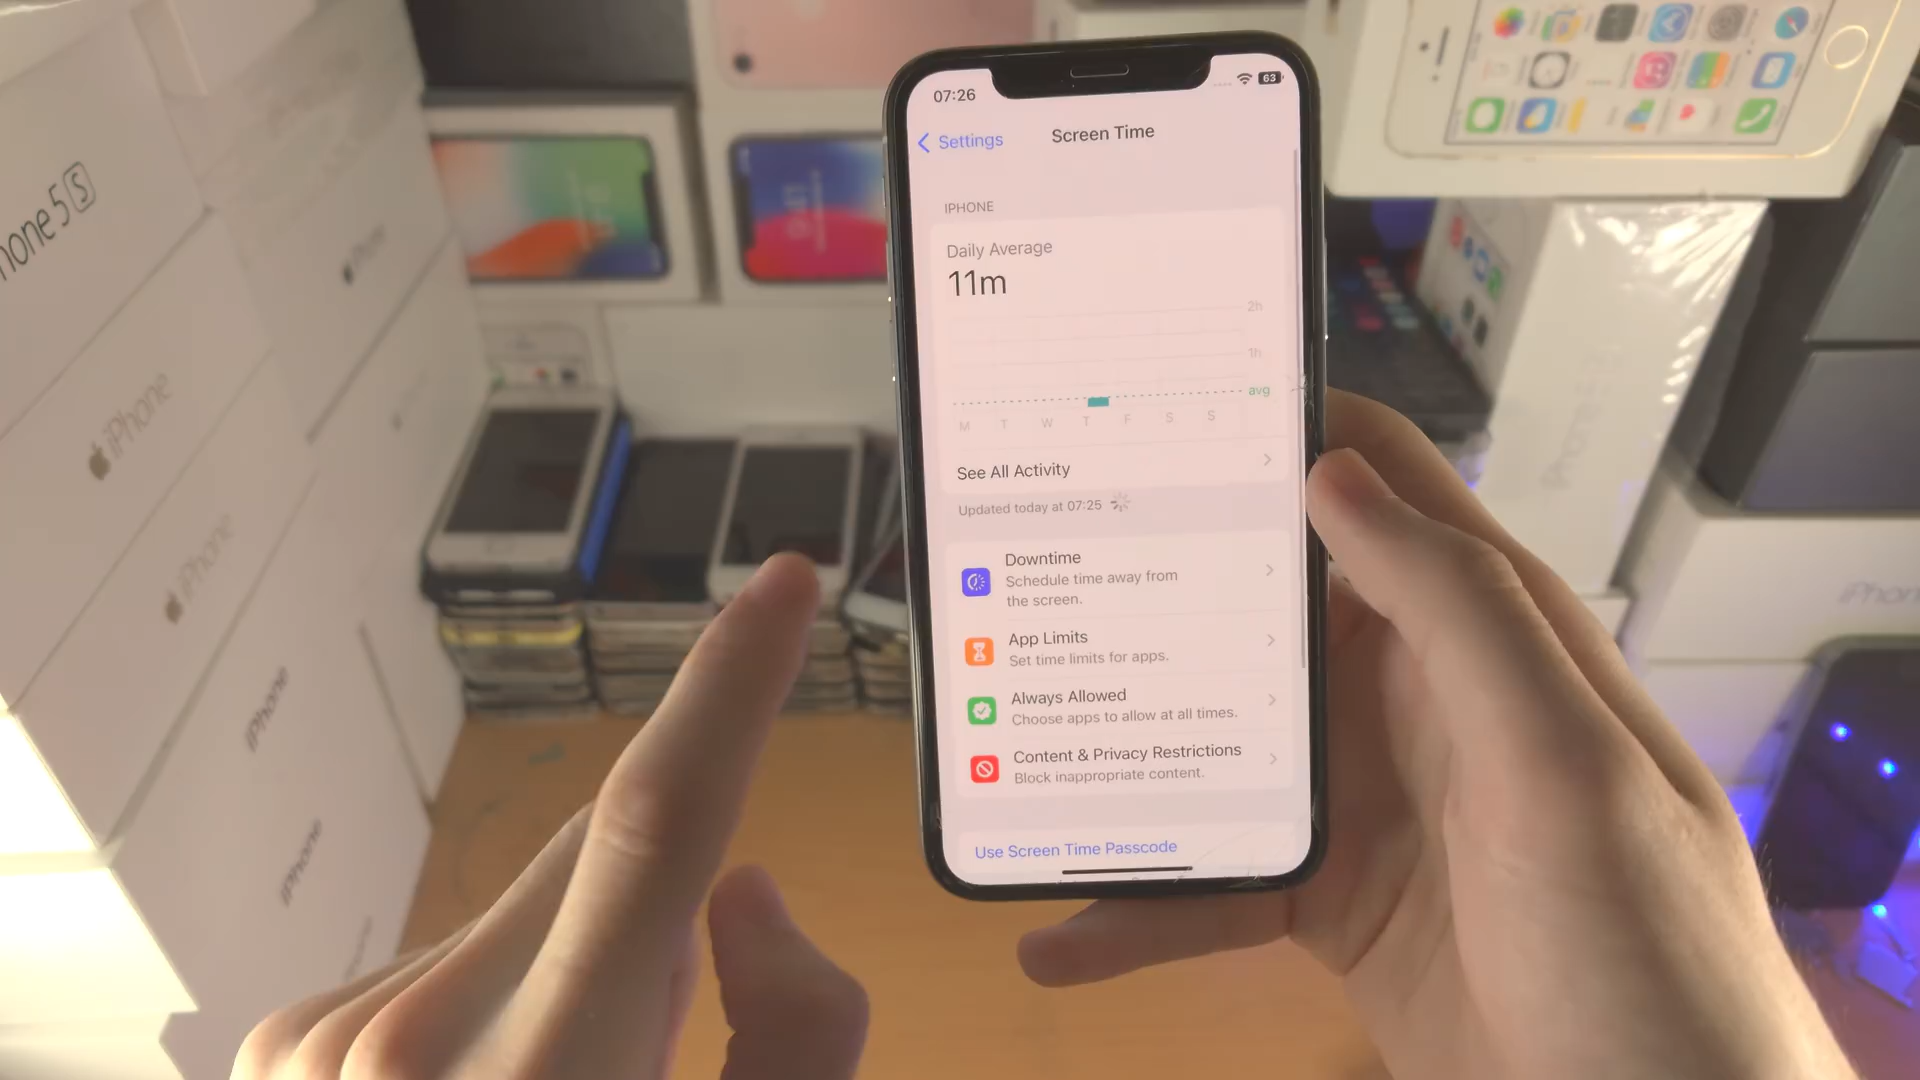 hone 5 S
iPhone
iPhone
iPhone
iPhone
iPhone
07:26
63
Settings
Screen Time
IPHONE
Daily Average
11m
2h
1h
avg
M T W T F S S
See All Activity
Updated today at 07:25
Downtime
Schedule time away from
the screen.
App Limits
Set time limits for apps.
Always Allowed
Choose apps to allow at all times.
Content & Privacy Restrictions
Block inappropriate content.
Use Screen Time Passcode
iPhon